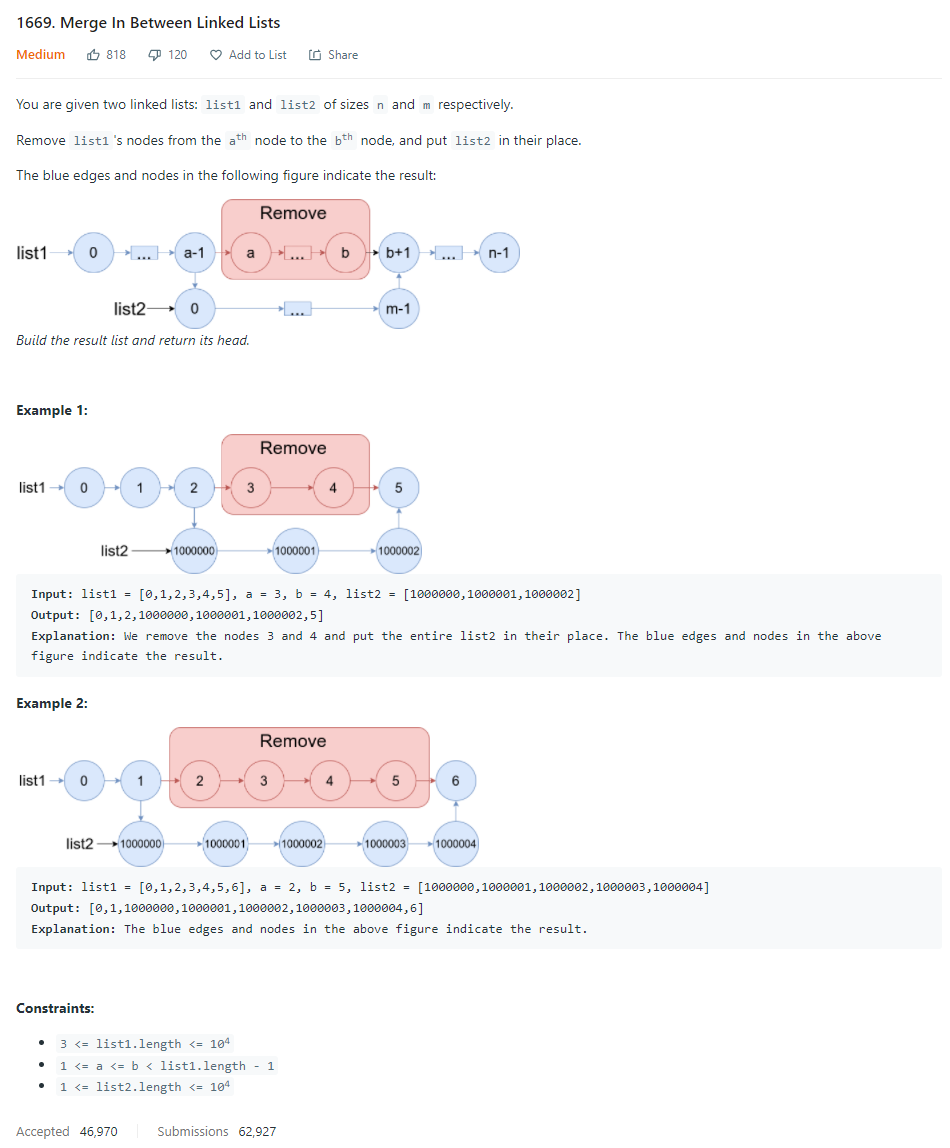 1669. Merge In Between Linked Lists
Medium 818 120 Add to List Share
You are given two linked lists: list1 and list2 of sizes n and m respectively.
Remove list1 's nodes from the aᵗʰ node to the bᵗʰ node, and put list2 in their place.
The blue edges and nodes in the following figure indicate the result:
Remove
list1 0 ... a-1 a ... b b+1 ... n-1
list2 0 ... m-1
Build the result list and return its head.
Example 1:
Remove
list1 0 1 2 3 4 5
list2 1000000 1000001 1000002
Input: list1 = [0,1,2,3,4,5], a = 3, b = 4, list2 = [1000000,1000001,1000002]
Output: [0,1,2,1000000,1000001,1000002,5]
Explanation: We remove the nodes 3 and 4 and put the entire list2 in their place. The blue edges and nodes in the above
figure indicate the result.
Example 2:
Remove
list1 0 1 2 3 4 5 6
list2 1000000 1000001 1000002 1000003 1000004
Input: list1 = [0,1,2,3,4,5,6], a = 2, b = 5, list2 = [1000000,1000001,1000002,1000003,1000004]
Output: [0,1,1000000,1000001,1000002,1000003,1000004,6]
Explanation: The blue edges and nodes in the above figure indicate the result.
Constraints:
• 3 <= list1.length <= 10⁴
• 1 <= a <= b < list1.length - 1
• 1 <= list2.length <= 10⁴
Accepted 46,970 Submissions 62,927